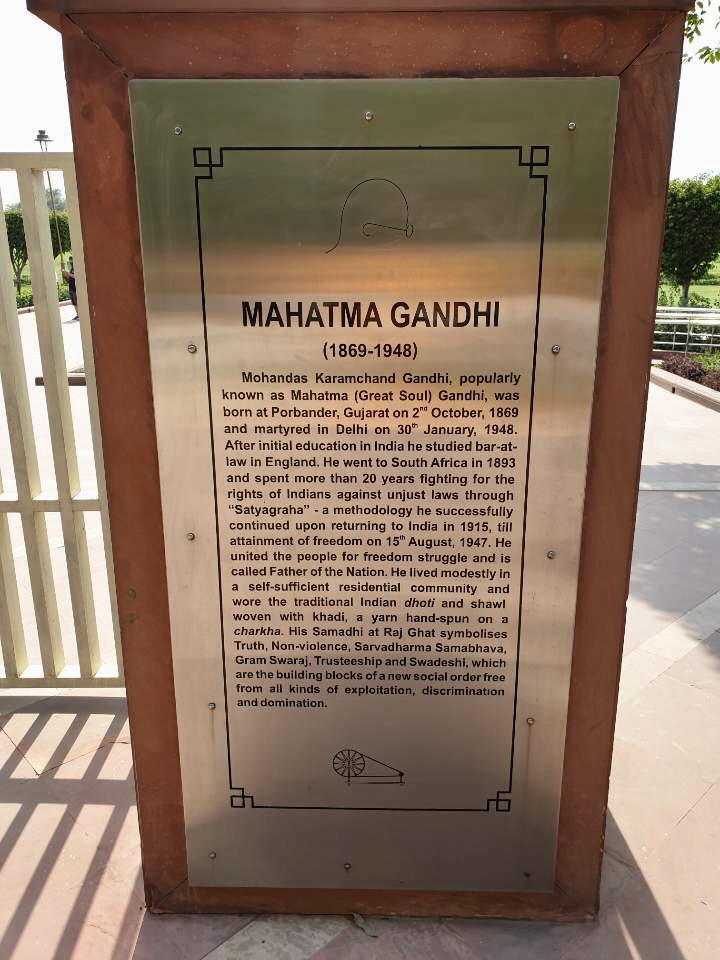 MAHATMA GANDHI
(1869-1948)
Mohandas Karamchand Gandhi, popularly
known as Mahatma (Great Soul) Gandhi, was
born at Porbander, Gujarat on 2nd October, 1869
and martyred in Delhi on 30th January, 1948.
After initial education in India he studied bar-at-
law in England. He went to South Africa in 1893
and spent more than 20 years fighting for the
rights of Indians against unjust laws through
“Satyagraha” - a methodology he successfully
continued upon returning to India in 1915, till
attainment of freedom on 15th August, 1947. He
united the people for freedom struggle and is
called Father of the Nation. He lived modestly in
a self-sufficient residential community and
wore the traditional Indian dhoti and shawl
woven with khadi, a yarn hand-spun on a
charkha. His Samadhi at Raj Ghat symbolises
Truth, Non-violence, Sarvadharma Samabhava,
Gram Swaraj, Trusteeship and Swadeshi, which
are the building blocks of a new social order free
from all kinds of exploitation, discrimination
and domination.